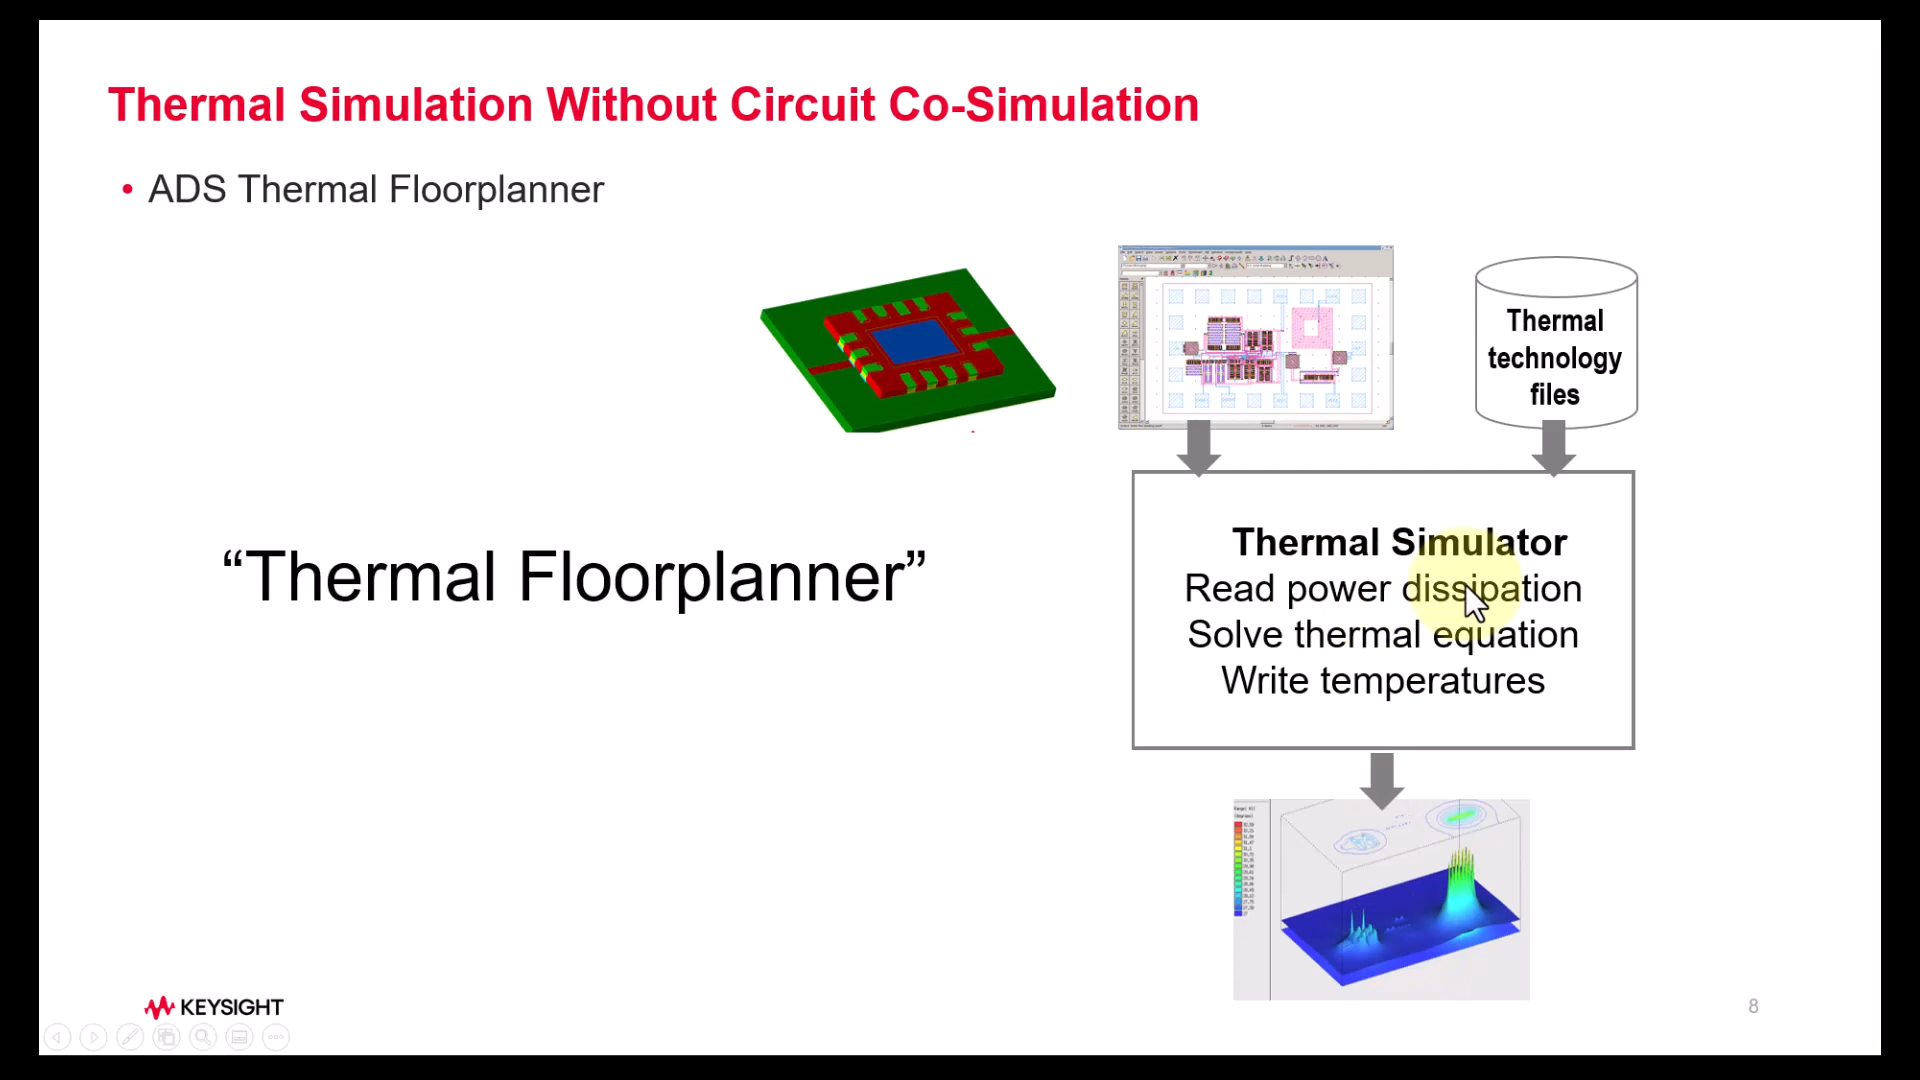 Thermal Simulation Without Circuit Co-Simulation
• ADS Thermal Floorplanner
Thermal
technology
files
“Thermal Floorplanner”
Thermal Simulator
Read power dissipation
Solve thermal equation
Write temperatures
KEYSIGHT
8